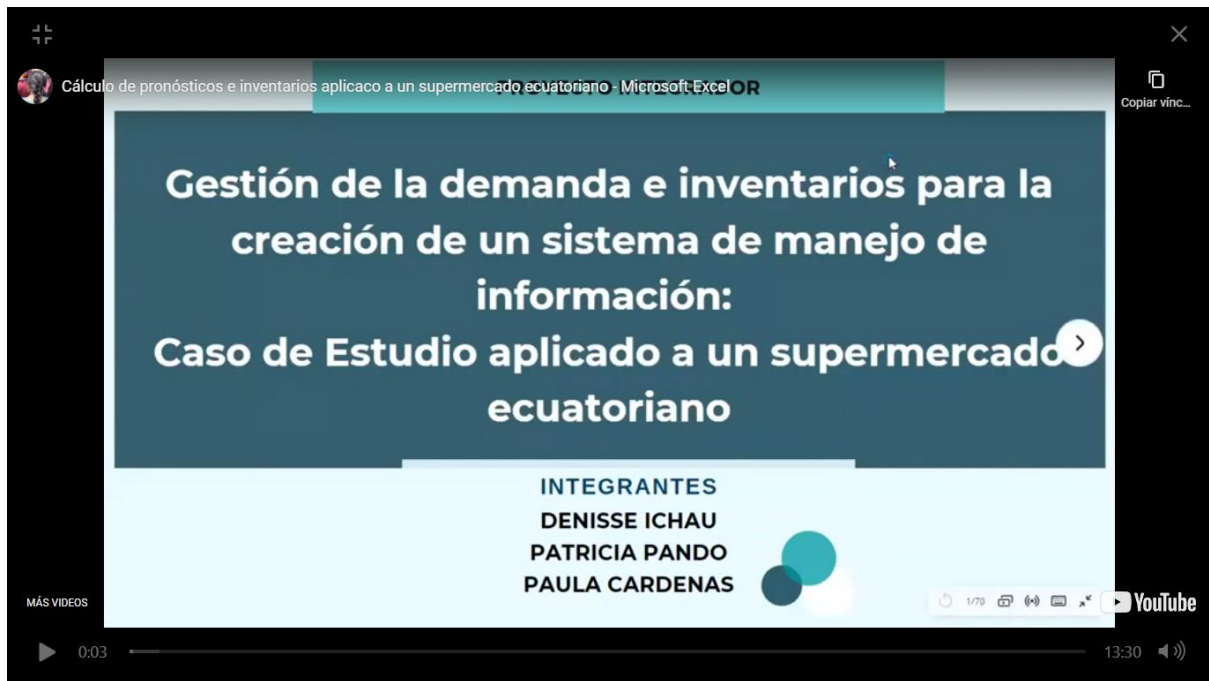 Cálculo de pronósticos e inventarios aplicaco a un supermercado ecuatoriano - Microsoft Excel
PROYECTO INTEGRADOR
Copiar vínc...
Gestión de la demanda e inventarios para la
creación de un sistema de manejo de
información:
Caso de Estudio aplicado a un supermercado
ecuatoriano
INTEGRANTES
DENISSE ICHAU
PATRICIA PANDO
PAULA CARDENAS
MÁS VIDEOS
1/70
YouTube
0:03
13:30